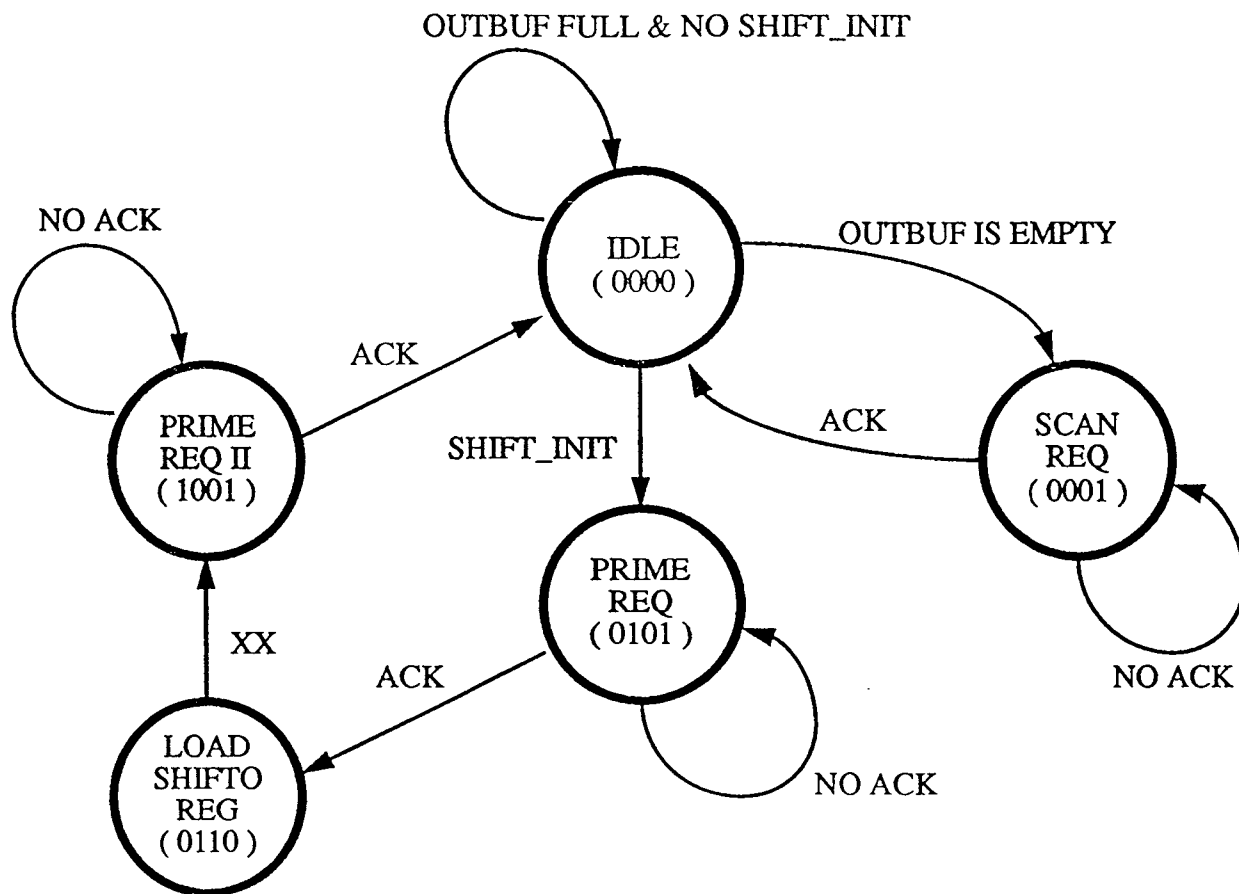 OUTBUF FULL & NO SHIFT_INIT
NO ACK
IDLE
( 0000 )
OUTBUF IS EMPTY
ACK
PRIME
REQ II
( 1001 )
SHIFT_INIT
ACK
SCAN
REQ
( 0001 )
PRIME
REQ
( 0101 )
XX
ACK
NO ACK
LOAD
SHIFTO
REG
( 0110 )
NO ACK